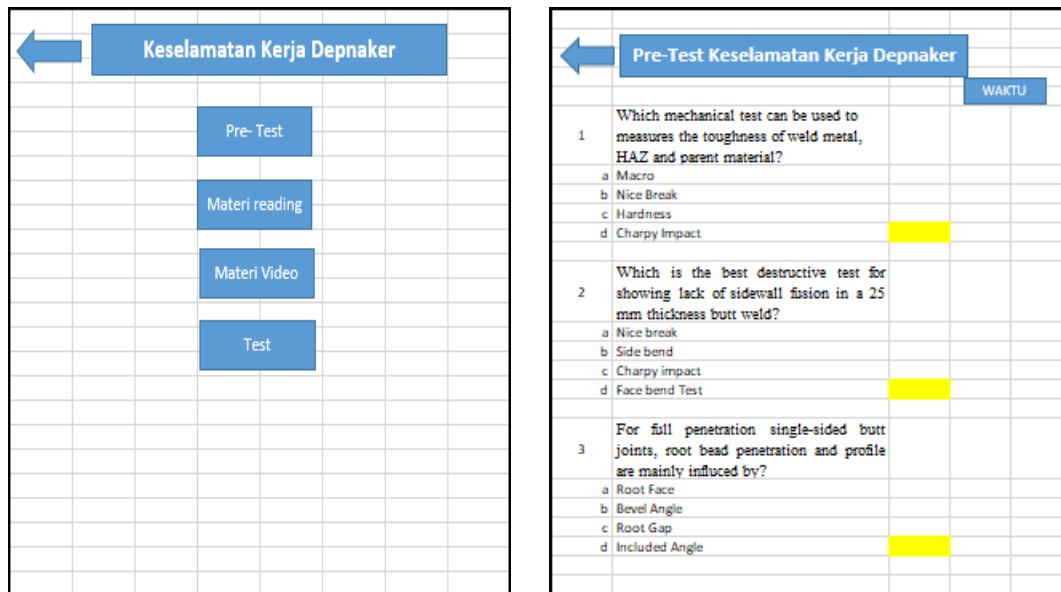 Keselamatan Kerja Depnaker
Pre- Test
Materi reading
Materi Video
Test
Pre-Test Keselamatan Kerja Depnaker
WAKTU
1
Which mechanical test can be used to
measures the toughness of weld metal,
HAZ and parent material?
a Macro
b Nice Break
c Hardness
d Charpy Impact
2
Which is the best destructive test for
showing lack of sidewall fusion in a 25
mm thickness butt weld?
a Nice break
b Side bend
c Charpy impact
d Face bend Test
3
For full penetration single-sided butt
joints, root bead penetration and profile
are mainly influced by?
a Root Face
b Bevel Angle
c Root Gap
d Included Angle